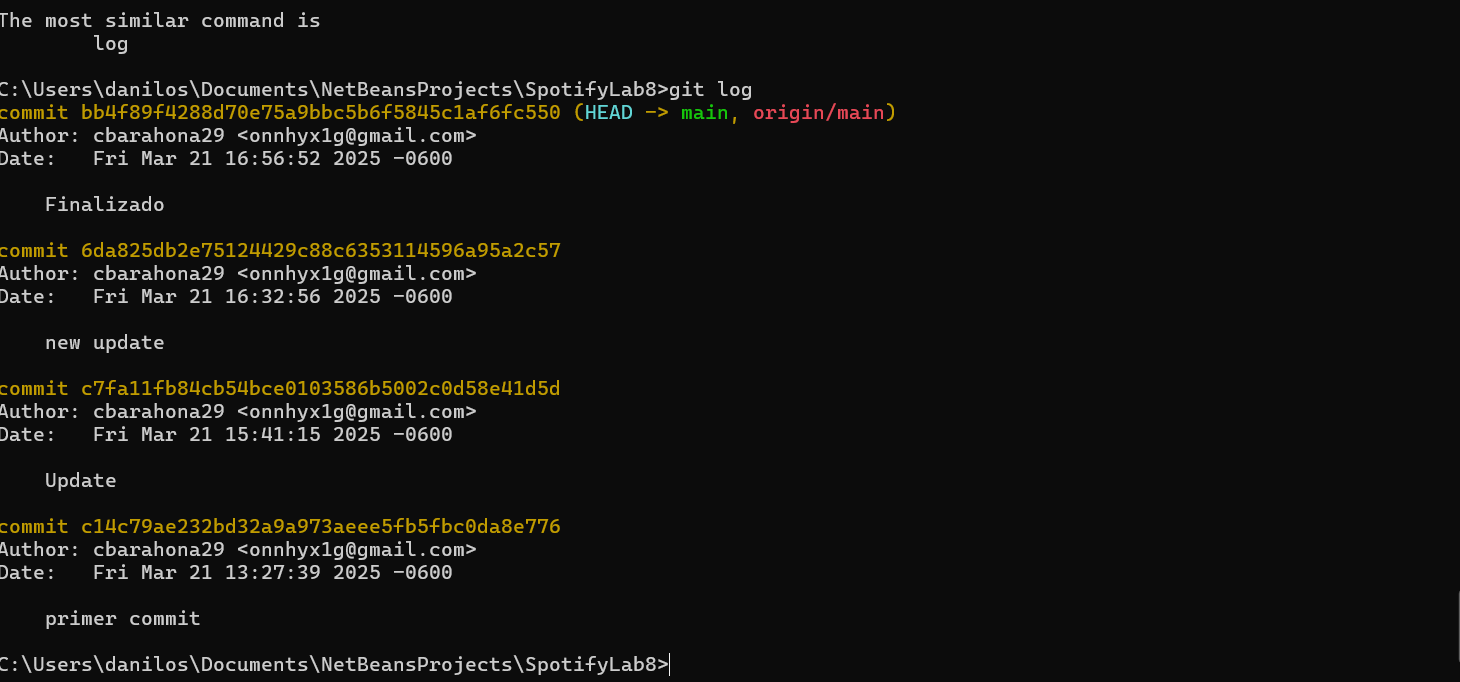 The most similar command is
log
C:\Users\danilos\Documents\NetBeansProjects\SpotifyLab8>git log
commit bb4f89f4288d70e75a9bbc5b6f5845c1af6fc550 (HEAD -> main, origin/main)
Author: cbarahona29 <onnhyx1g@gmail.com>
Date:   Fri Mar 21 16:56:52 2025 -0600
Finalizado
commit 6da825db2e75124429c88c6353114596a95a2c57
Author: cbarahona29 <onnhyx1g@gmail.com>
Date:   Fri Mar 21 16:32:56 2025 -0600
new update
commit c7fa11fb84cb54bce0103586b5002c0d58e41d5d
Author: cbarahona29 <onnhyx1g@gmail.com>
Date:   Fri Mar 21 15:41:15 2025 -0600
Update
commit c14c79ae232bd32a9a973aeee5fb5fbc0da8e776
Author: cbarahona29 <onnhyx1g@gmail.com>
Date:   Fri Mar 21 13:27:39 2025 -0600
primer commit
C:\Users\danilos\Documents\NetBeansProjects\SpotifyLab8>